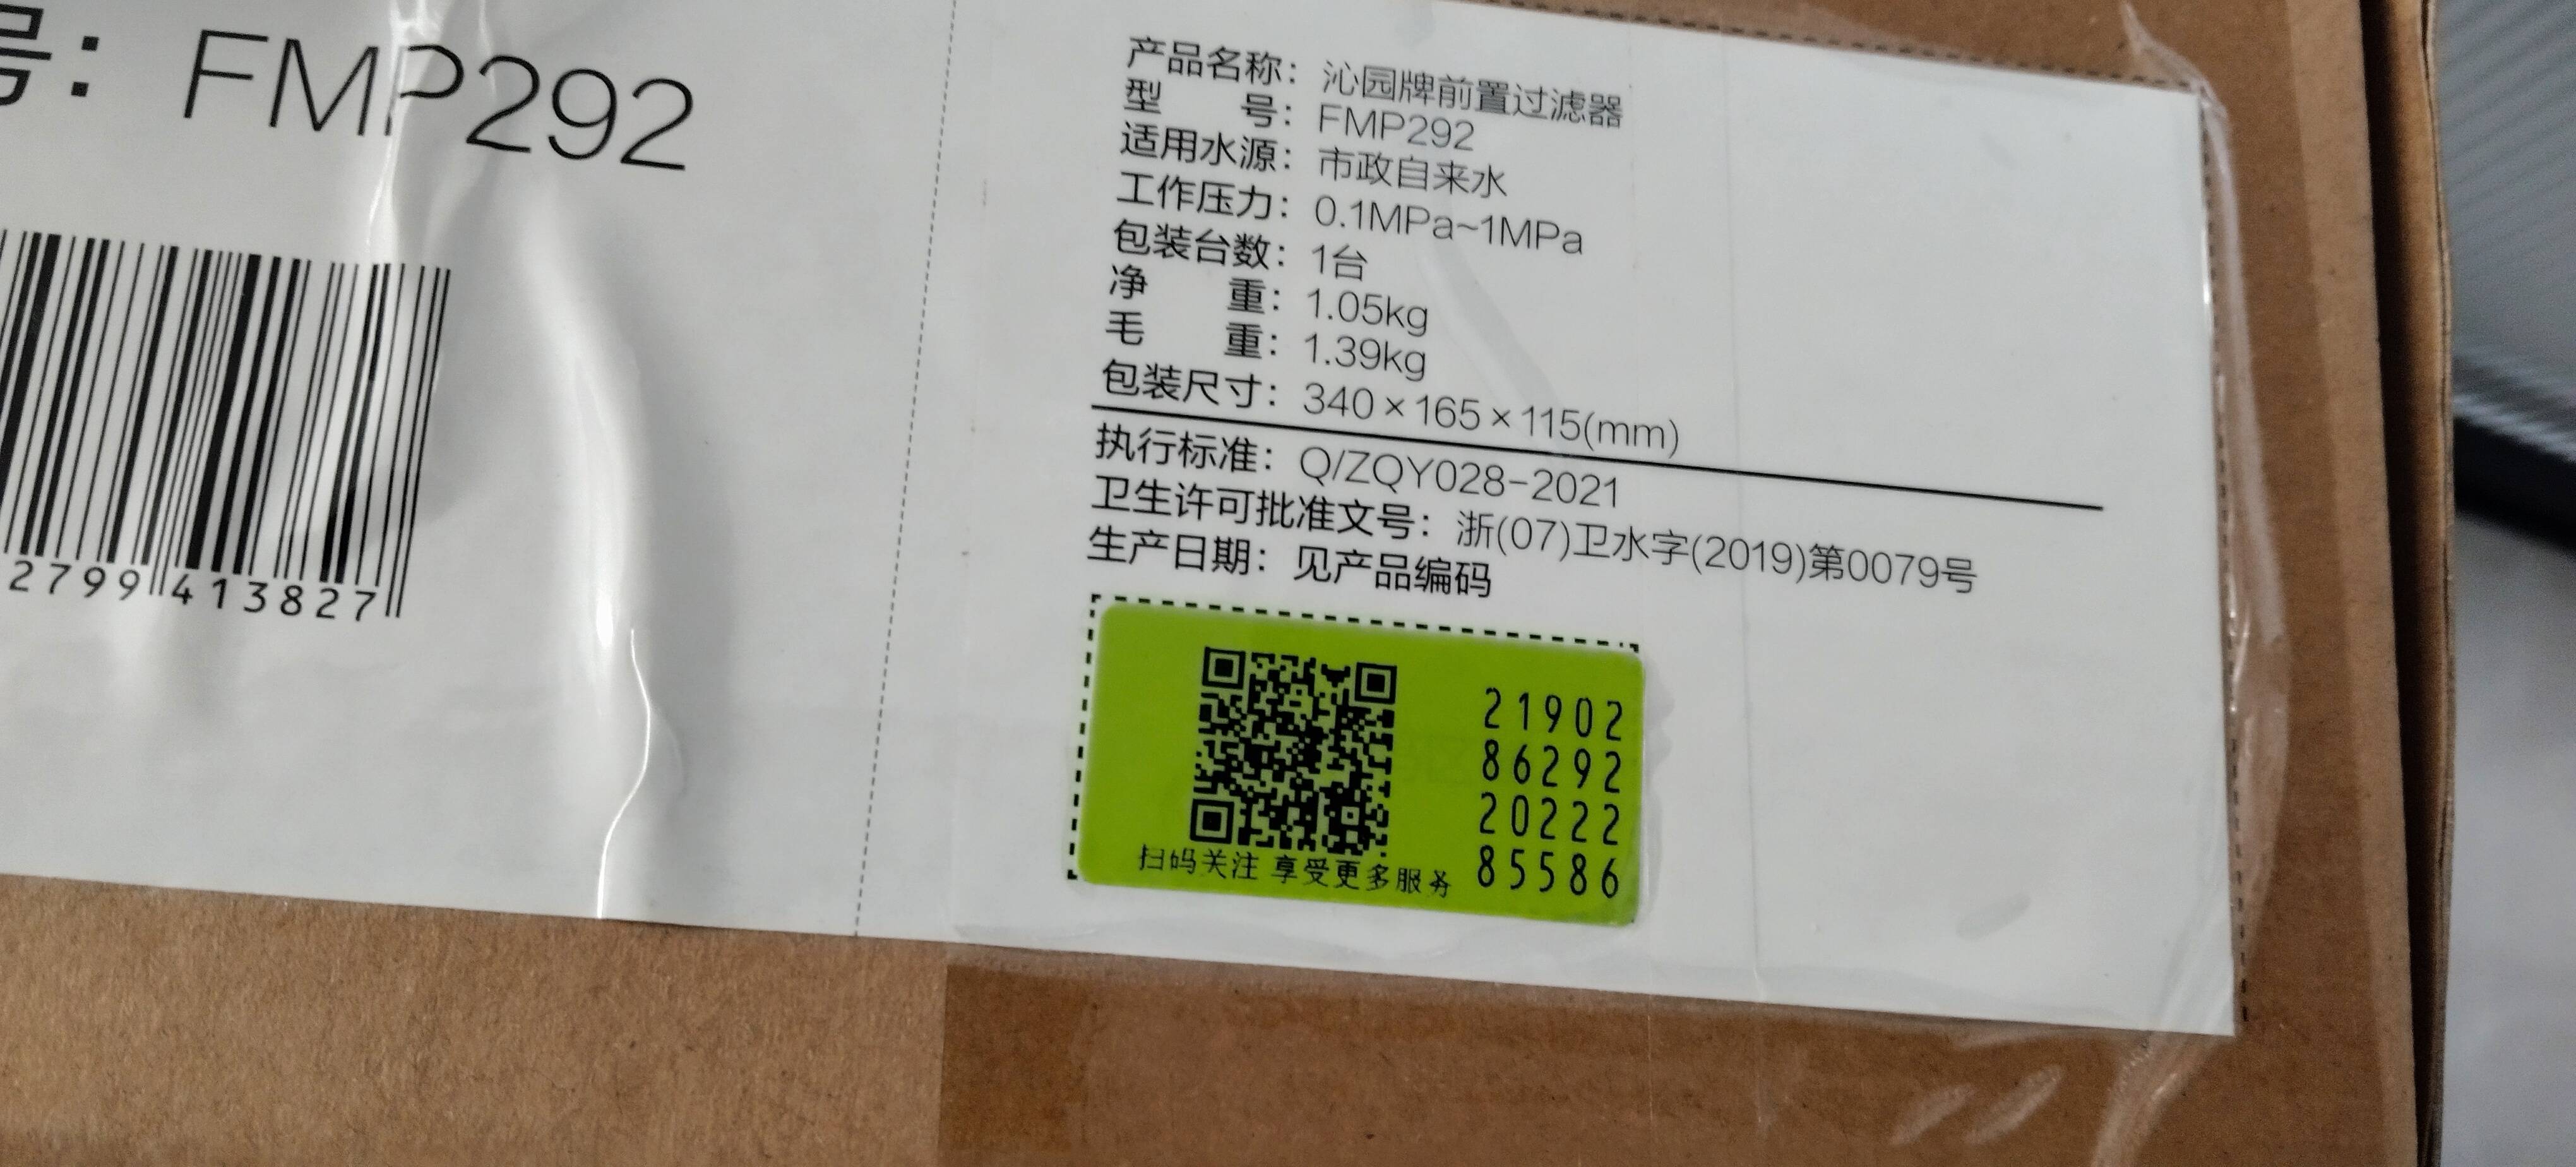 号：FMP292
2799 413827
产品名称：沁园牌前置过滤器
型 号：FMP292
适用水源：市政自来水
工作压力：0.1MPa~1MPa
包装台数：1台
净 重：1.05kg
毛 重：1.39kg
包装尺寸：340×165×115(mm)
执行标准：Q/ZQY028-2021
卫生许可批准文号：浙(07)卫水字(2019)第0079号
生产日期：见产品编码
21902
86292
20222
85586
扫码关注 享受更多服务